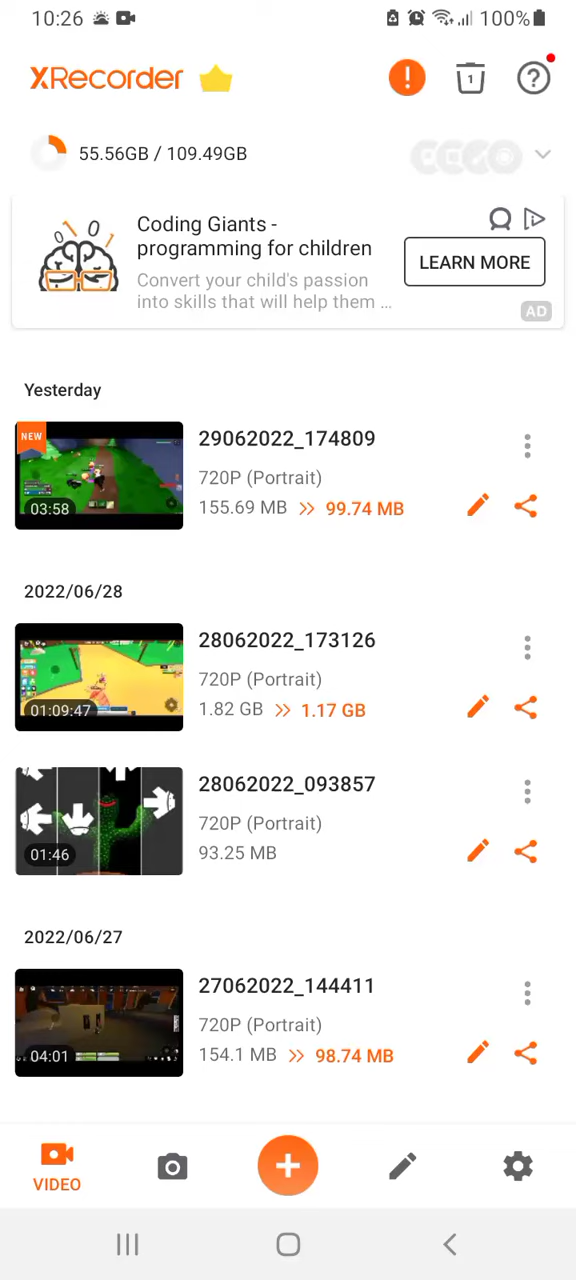 10:26
100%
XRecorder
1
55.56GB / 109.49GB
Coding Giants -
programming for children
Convert your child's passion
into skills that will help them ...
LEARN MORE
AD
Yesterday
NEW
03:58
29062022_174809
720P (Portrait)
155.69 MB >> 99.74 MB
2022/06/28
01:09:47
28062022_173126
720P (Portrait)
1.82 GB >> 1.17 GB
01:46
28062022_093857
720P (Portrait)
93.25 MB
2022/06/27
04:01
27062022_144411
720P (Portrait)
154.1 MB >> 98.74 MB
VIDEO